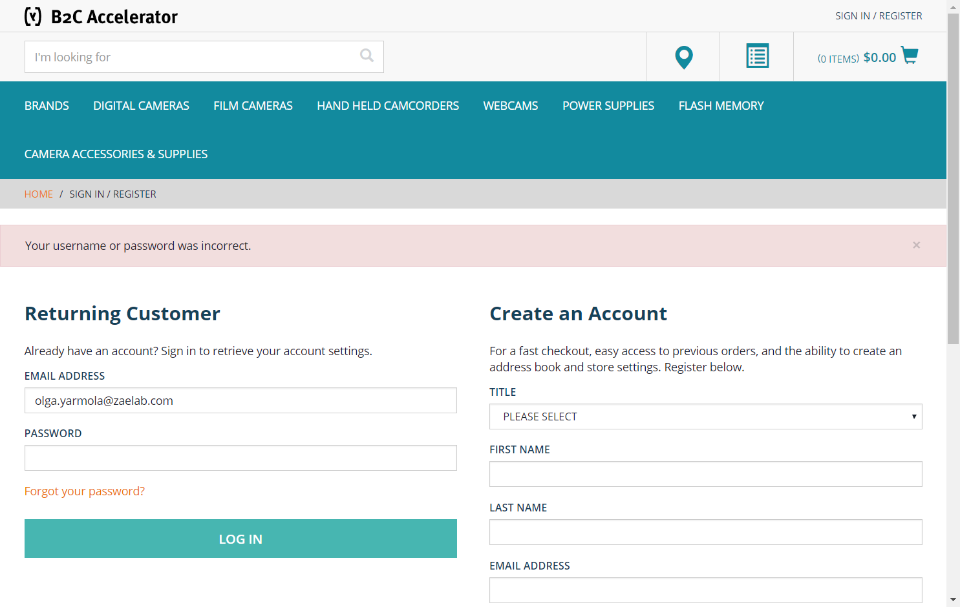 B2C Accelerator
SIGN IN / REGISTER
I'm looking for
(0 ITEMS) $0.00
BRANDS DIGITAL CAMERAS FILM CAMERAS HAND HELD CAMCORDERS WEBCAMS POWER SUPPLIES FLASH MEMORY
CAMERA ACCESSORIES & SUPPLIES
HOME / SIGN IN / REGISTER
Your username or password was incorrect. ×
Returning Customer
Already have an account? Sign in to retrieve your account settings.
EMAIL ADDRESS
olga.yarmola@zaelab.com
PASSWORD
Forgot your password?
LOG IN
Create an Account
For a fast checkout, easy access to previous orders, and the ability to create an
address book and store settings. Register below.
TITLE
PLEASE SELECT
FIRST NAME
LAST NAME
EMAIL ADDRESS